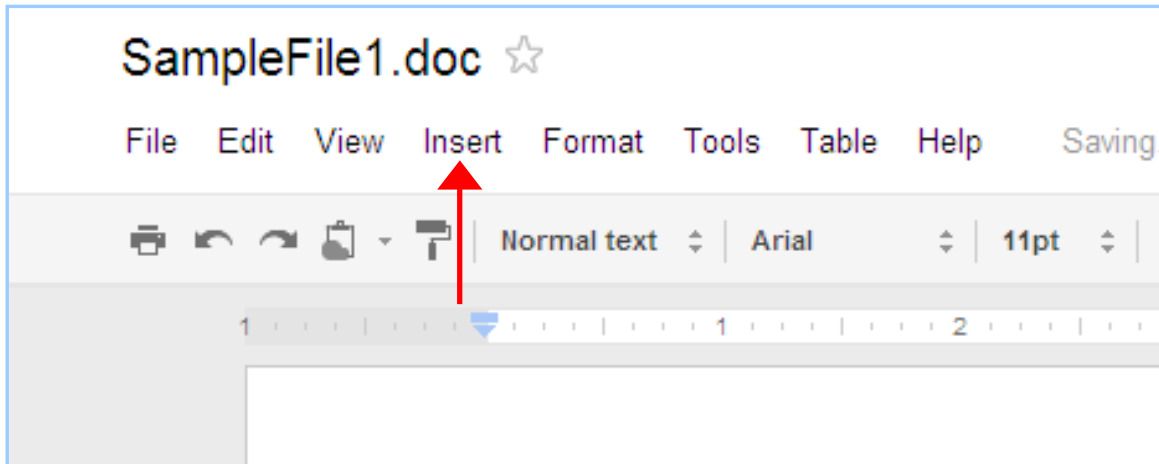 SampleFile1.doc
File Edit View Insert Format Tools Table Help Saving.
Normal text Arial 11pt
1 1 2